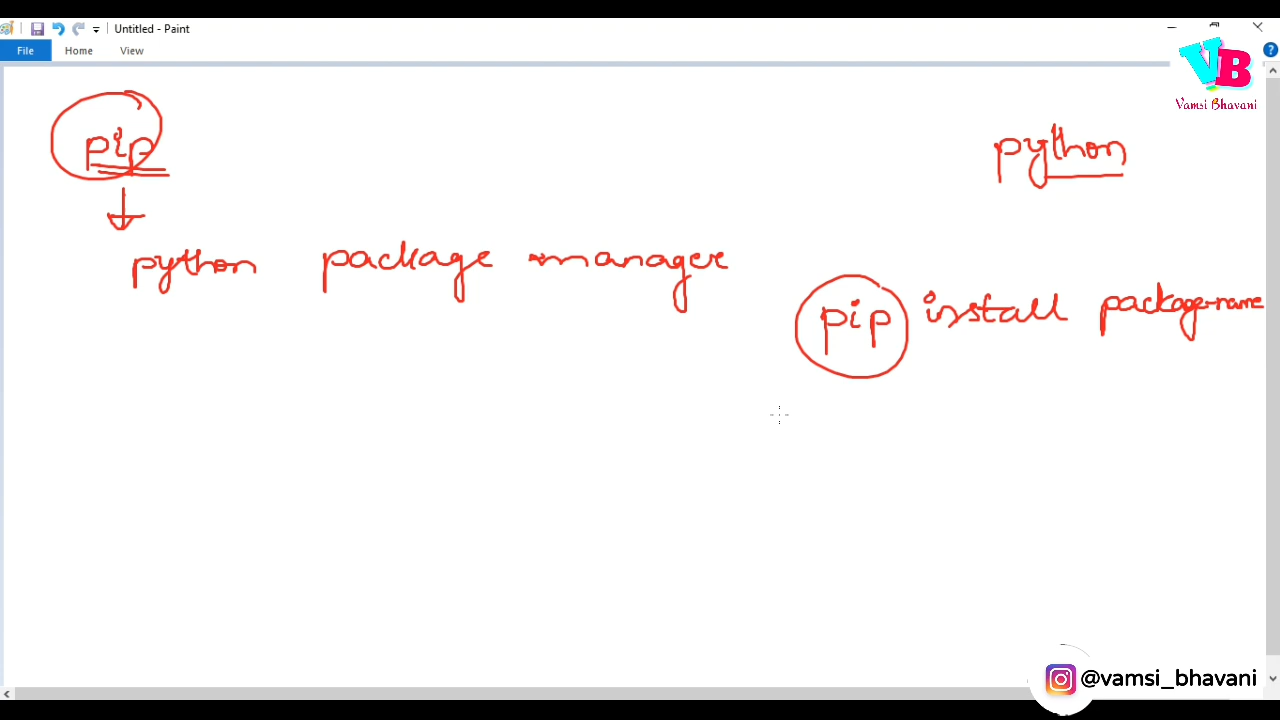 Untitled - Paint
File Home View
VB
Vamsi Bhavani
pip
python
python package manager
pip install package-name
@vamsi_bhavani